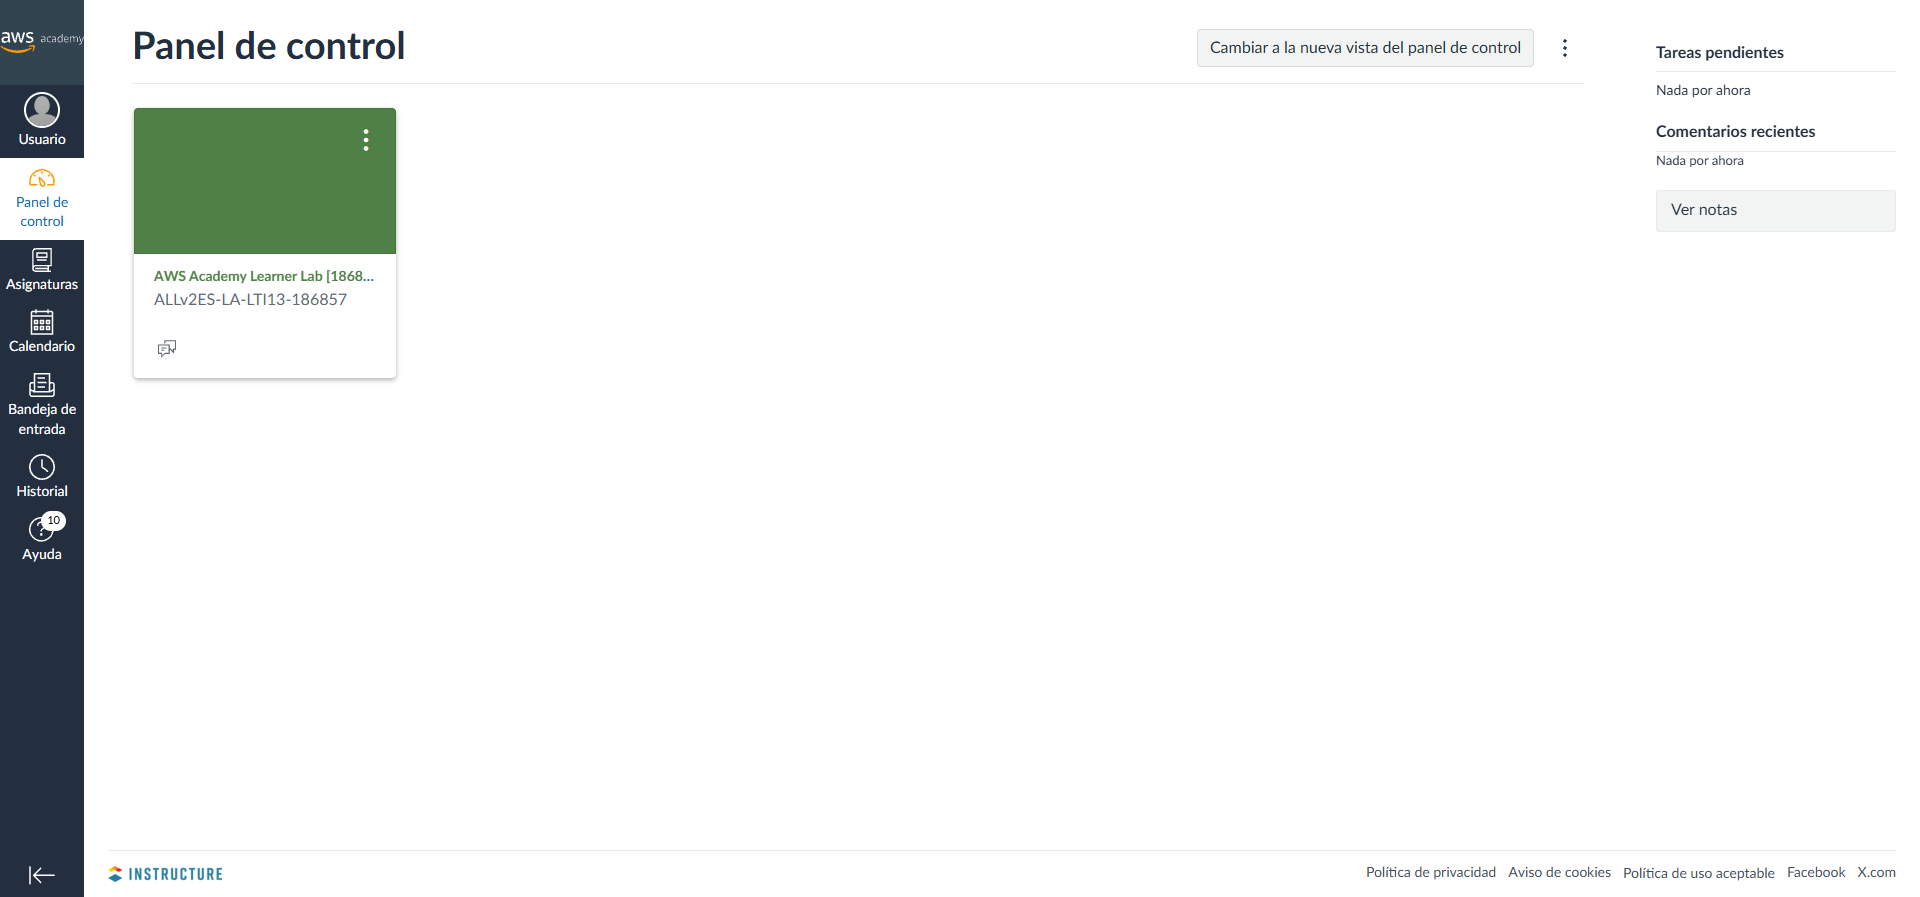 aws academy
Usuario
Panel de
control
Asignaturas
Calendario
Bandeja de
entrada
Historial
10
Ayuda
Panel de control
Cambiar a la nueva vista del panel de control
AWS Academy Learner Lab [1868...
ALLv2ES-LA-LTI13-186857
Tareas pendientes
Nada por ahora
Comentarios recientes
Nada por ahora
Ver notas
INSTRUCTURE
Política de privacidad Aviso de cookies Política de uso aceptable Facebook X.com